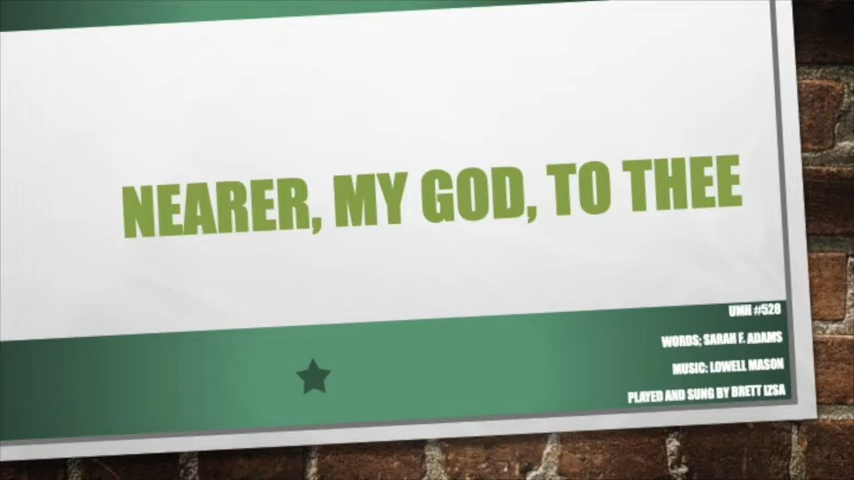 NEARER, MY GOD, TO THEE
UMH #528
WORDS; SARAH F. ADAMS
MUSIC: LOWELL MASON
PLAYED AND SUNG BY BRETT IZSA